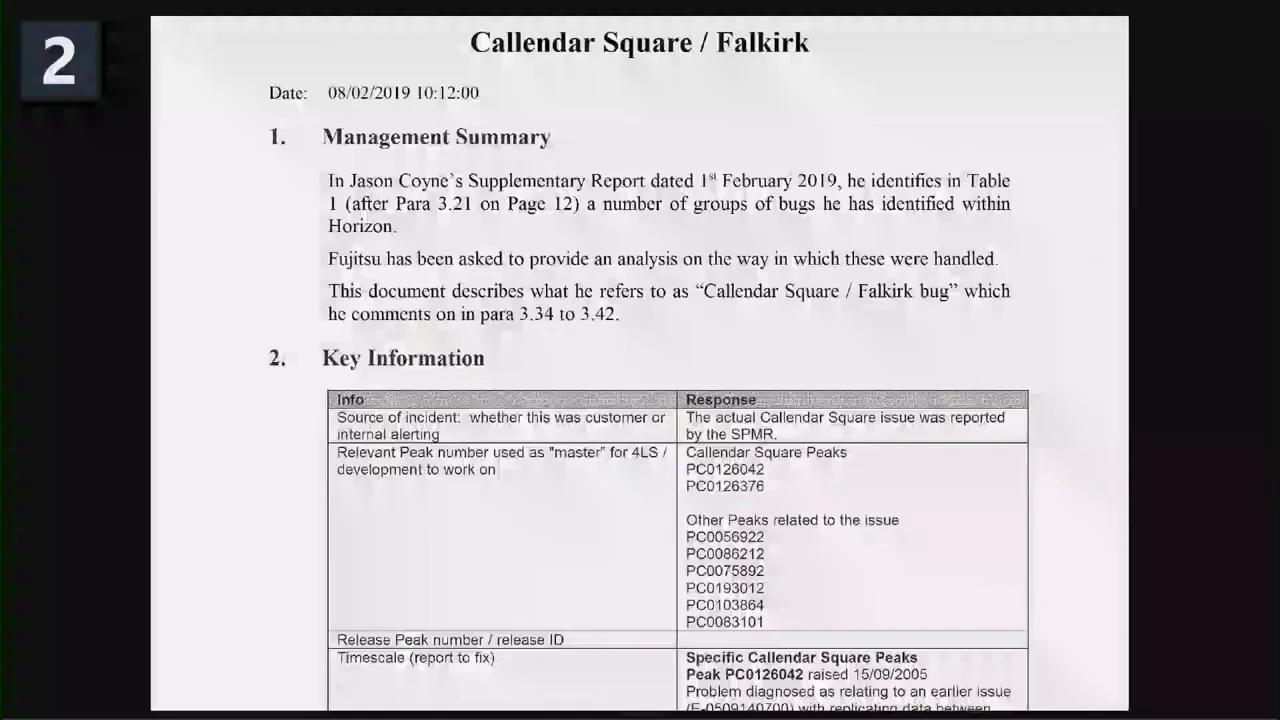 2
Callendar Square / Falkirk
Date: 08/02/2019 10:12:00
1. Management Summary
In Jason Coyne's Supplementary Report dated 1st February 2019, he identifies in Table
1 (after Para 3.21 on Page 12) a number of groups of bugs he has identified within
Horizon.
Fujitsu has been asked to provide an analysis on the way in which these were handled.
This document describes what he refers to as “Callendar Square / Falkirk bug” which
he comments on in para 3.34 to 3.42.
2. Key Information
Info Response
Source of incident: whether this was customer or
internal alerting
The actual Callendar Square issue was reported
by the SPMR.
Relevant Peak number used as "master" for 4LS /
development to work on
Callendar Square Peaks
PC0126042
PC0126376
Other Peaks related to the issue
PC0056922
PC0086212
PC0075892
PC0193012
PC0103864
PC0083101
Release Peak number / release ID
Timescale (report to fix)
Specific Callendar Square Peaks
Peak PC0126042 raised 15/09/2005
Problem diagnosed as relating to an earlier issue
(E-0509140700) with replicating data between